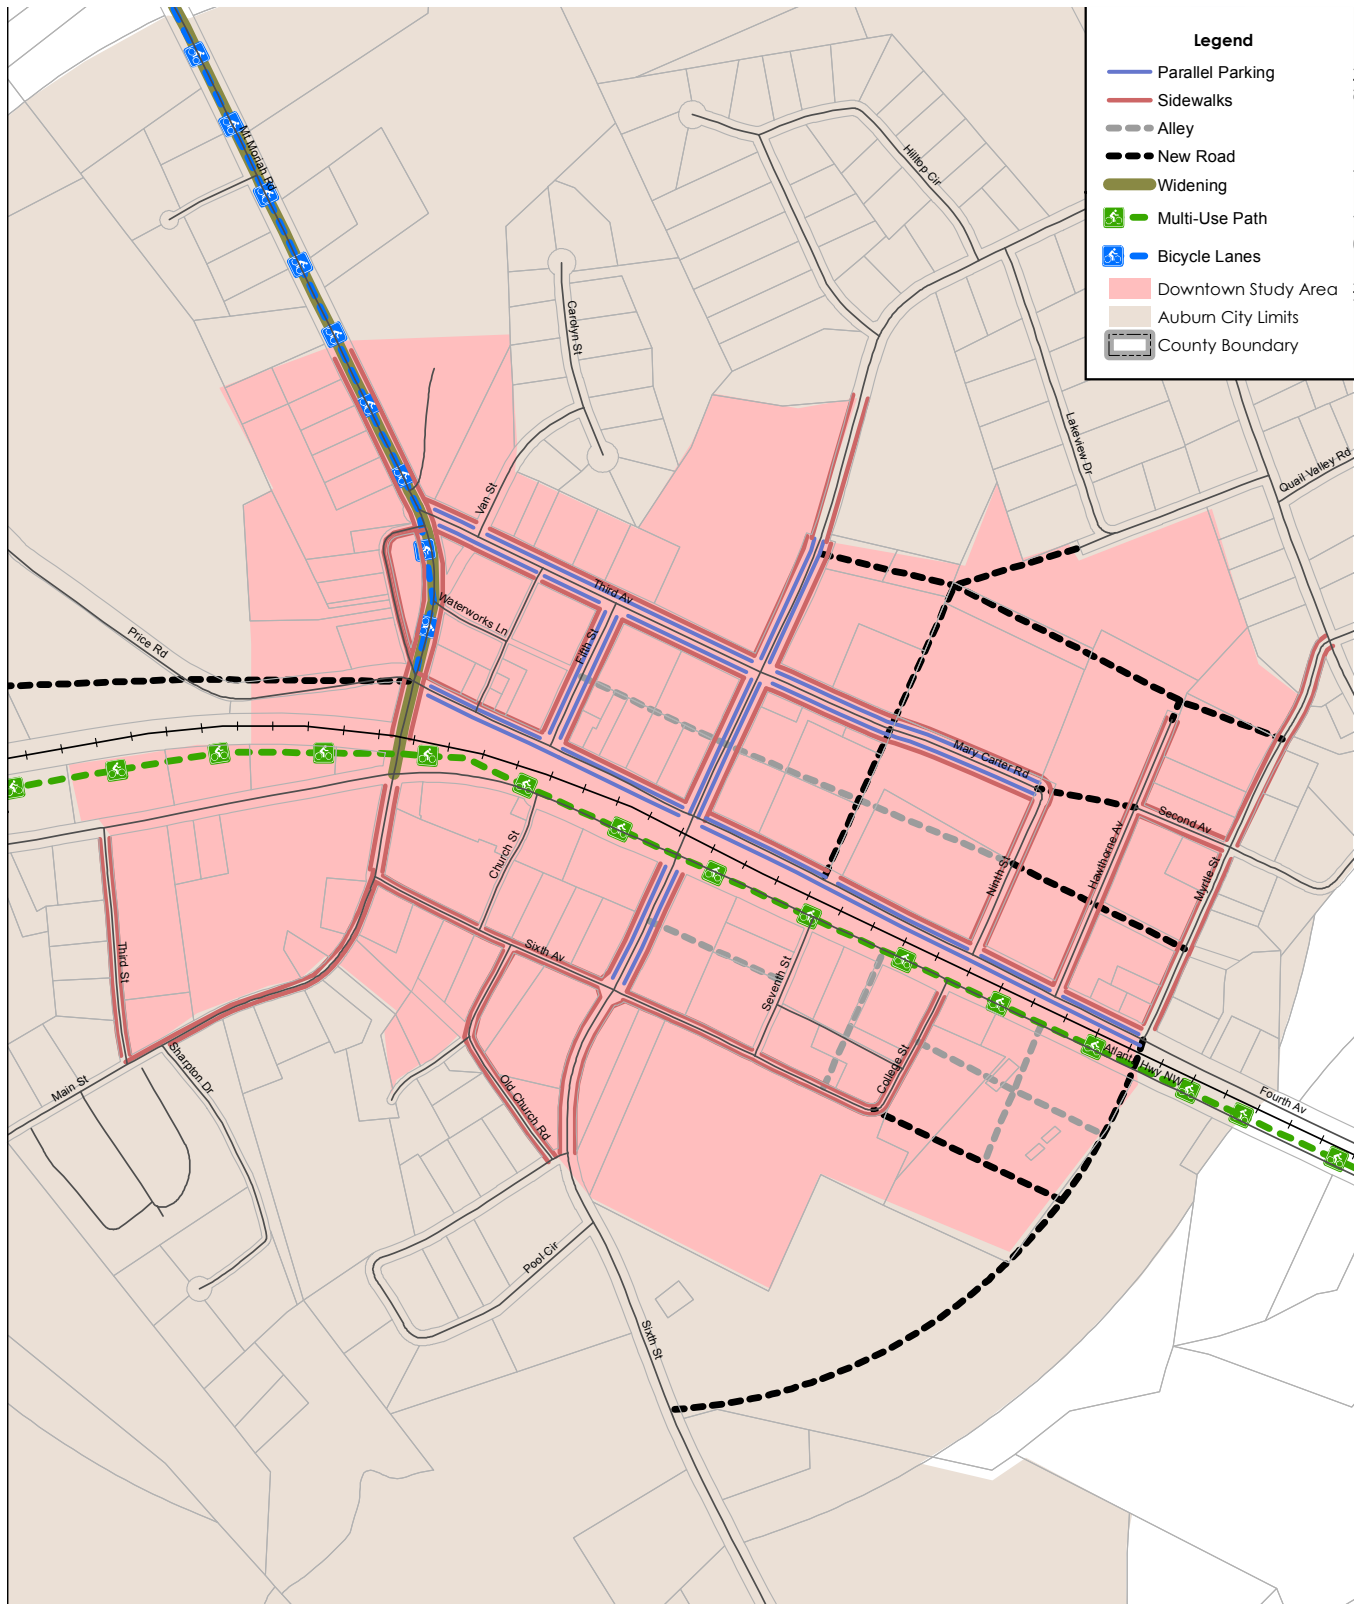 Legend
Parallel Parking
Sidewalks
Alley
New Road
Widening
Multi-Use Path
Bicycle Lanes
Downtown Study Area
Auburn City Limits
County Boundary
Mt Moriah Rd
Hilltop Cir
Carolyn St
Lakeview Dr
Quail Valley Rd
Van St
Third Av
Waterworks Ln
Fifth St
Price Rd
Mary Carter Rd
Second Av
Hawthorne Av
Ninth St
Myrtle St
Church St
Third St
Sixth Av
Seventh St
College St
Atlanta Hwy NW
Fourth Av
Main St
Sharpton Dr
Old Church Rd
Pool Cir
Sixth St